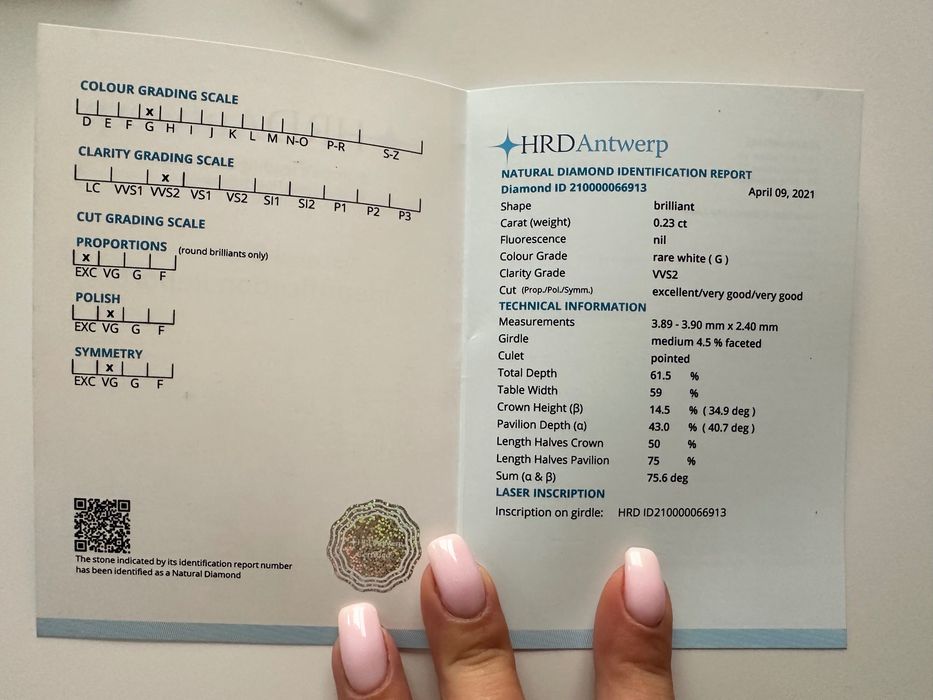 COLOUR GRADING SCALE
x
D E F G H I J K L M N-O P-R S-Z
CLARITY GRADING SCALE
x
LC VVS1 VVS2 VS1 VS2 SI1 SI2 P1 P2 P3
CUT GRADING SCALE
PROPORTIONS (round brilliants only)
x
EXC VG G F
POLISH
x
EXC VG G F
SYMMETRY
x
EXC VG G F
The stone indicated by its identification report number
has been identified as a Natural Diamond
HRDAntwerp
NATURAL DIAMOND IDENTIFICATION REPORT
Diamond ID 210000066913 April 09, 2021
Shape brilliant
Carat (weight) 0.23 ct
Fluorescence nil
Colour Grade rare white ( G )
Clarity Grade VVS2
Cut (Prop./Pol./Symm.) excellent/very good/very good
TECHNICAL INFORMATION
Measurements 3.89 - 3.90 mm x 2.40 mm
Girdle medium 4.5 % faceted
Culet pointed
Total Depth 61.5 %
Table Width 59 %
Crown Height (β) 14.5 % ( 34.9 deg )
Pavilion Depth (α) 43.0 % ( 40.7 deg )
Length Halves Crown 50 %
Length Halves Pavilion 75 %
Sum (α & β) 75.6 deg
LASER INSCRIPTION
Inscription on girdle: HRD ID210000066913